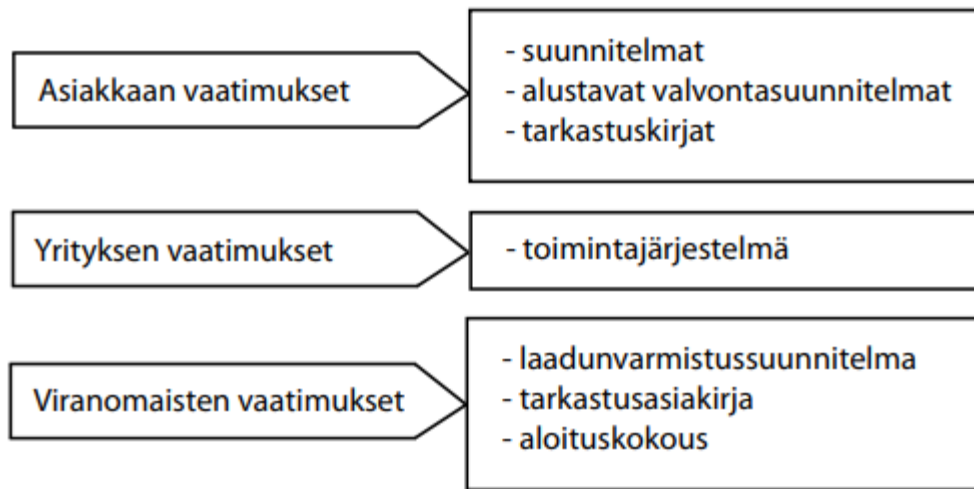 Asiakkaan vaatimukset
- suunnitelmat
- alustavat valvontasuunnitelmat
- tarkastuskirjat
Yrityksen vaatimukset
- toimintajärjestelmä
Viranomaisten vaatimukset
- laadunvarmistussuunnitelma
- tarkastusasiakirja
- aloituskokous